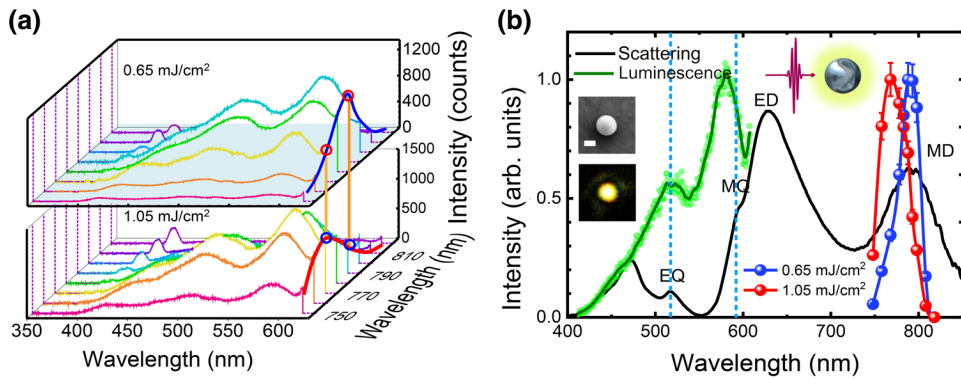 (a)
0.65 mJ/cm²
1200
800
400
0
1500
1000
500
0
Intensity (counts)
1.05 mJ/cm²
810
790
770
750
Wavelength (nm)
350 400 450 500 550 600
Wavelength (nm)
(b)
Scattering
Luminescence
1.0
0.5
0.0
Intensity (arb. units)
ED
MQ
EQ
MD
0.65 mJ/cm²
1.05 mJ/cm²
400 500 600 700 800
Wavelength (nm)